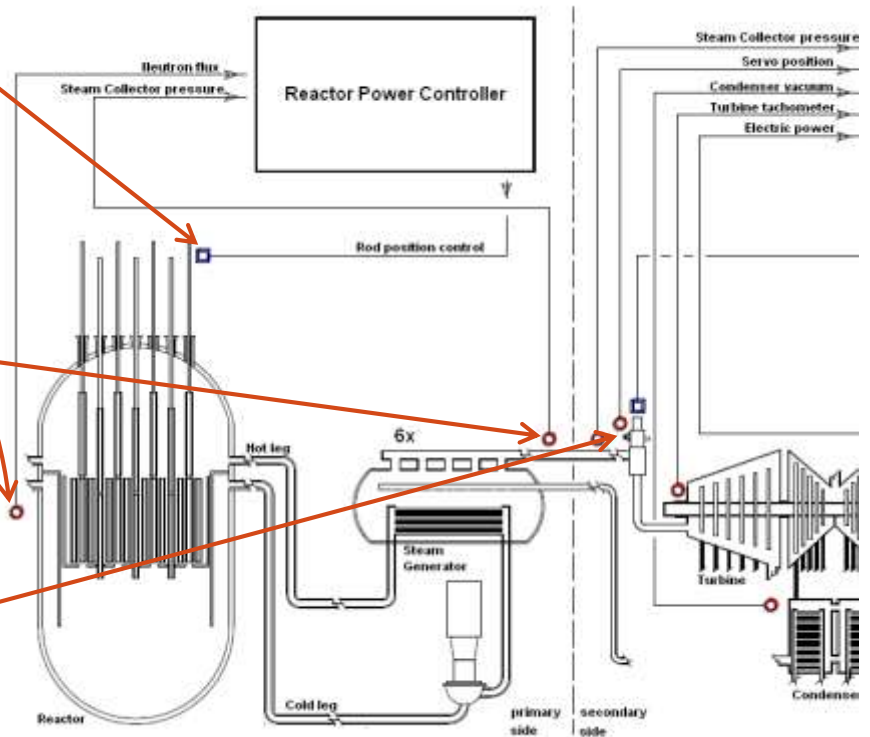 Steam Collector pressure
Servo position
Neutron flux
Steam Collector pressure
Reactor Power Controller
Condenser vacuum
Turbine tachometer
Electric power
Rod position control
6x
Hot leg
Steam
Generator
Turbine
Cold leg
Condenser
Reactor
primary
side
secondary
side